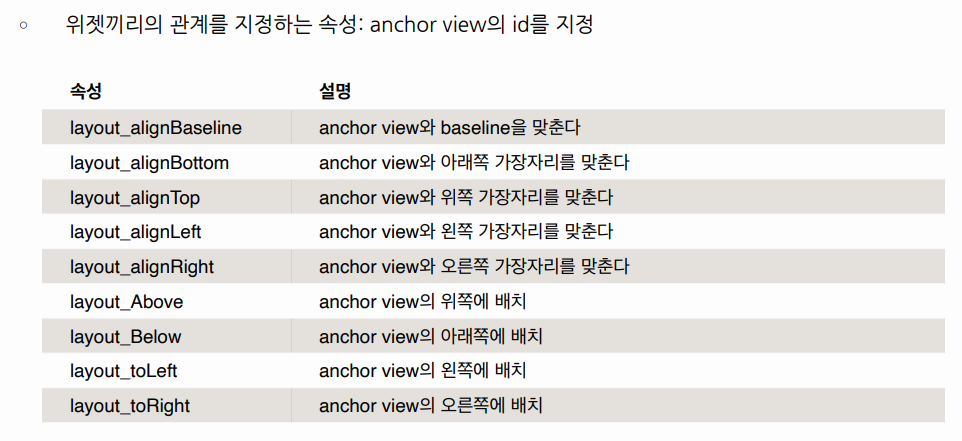 ○ 위젯끼리의 관계를 지정하는 속성: anchor view의 id를 지정
속성 설명
layout_alignBaseline anchor view와 baseline을 맞춘다
layout_alignBottom anchor view와 아래쪽 가장자리를 맞춘다
layout_alignTop anchor view와 위쪽 가장자리를 맞춘다
layout_alignLeft anchor view와 왼쪽 가장자리를 맞춘다
layout_alignRight anchor view와 오른쪽 가장자리를 맞춘다
layout_Above anchor view의 위쪽에 배치
layout_Below anchor view의 아래쪽에 배치
layout_toLeft anchor view의 왼쪽에 배치
layout_toRight anchor view의 오른쪽에 배치